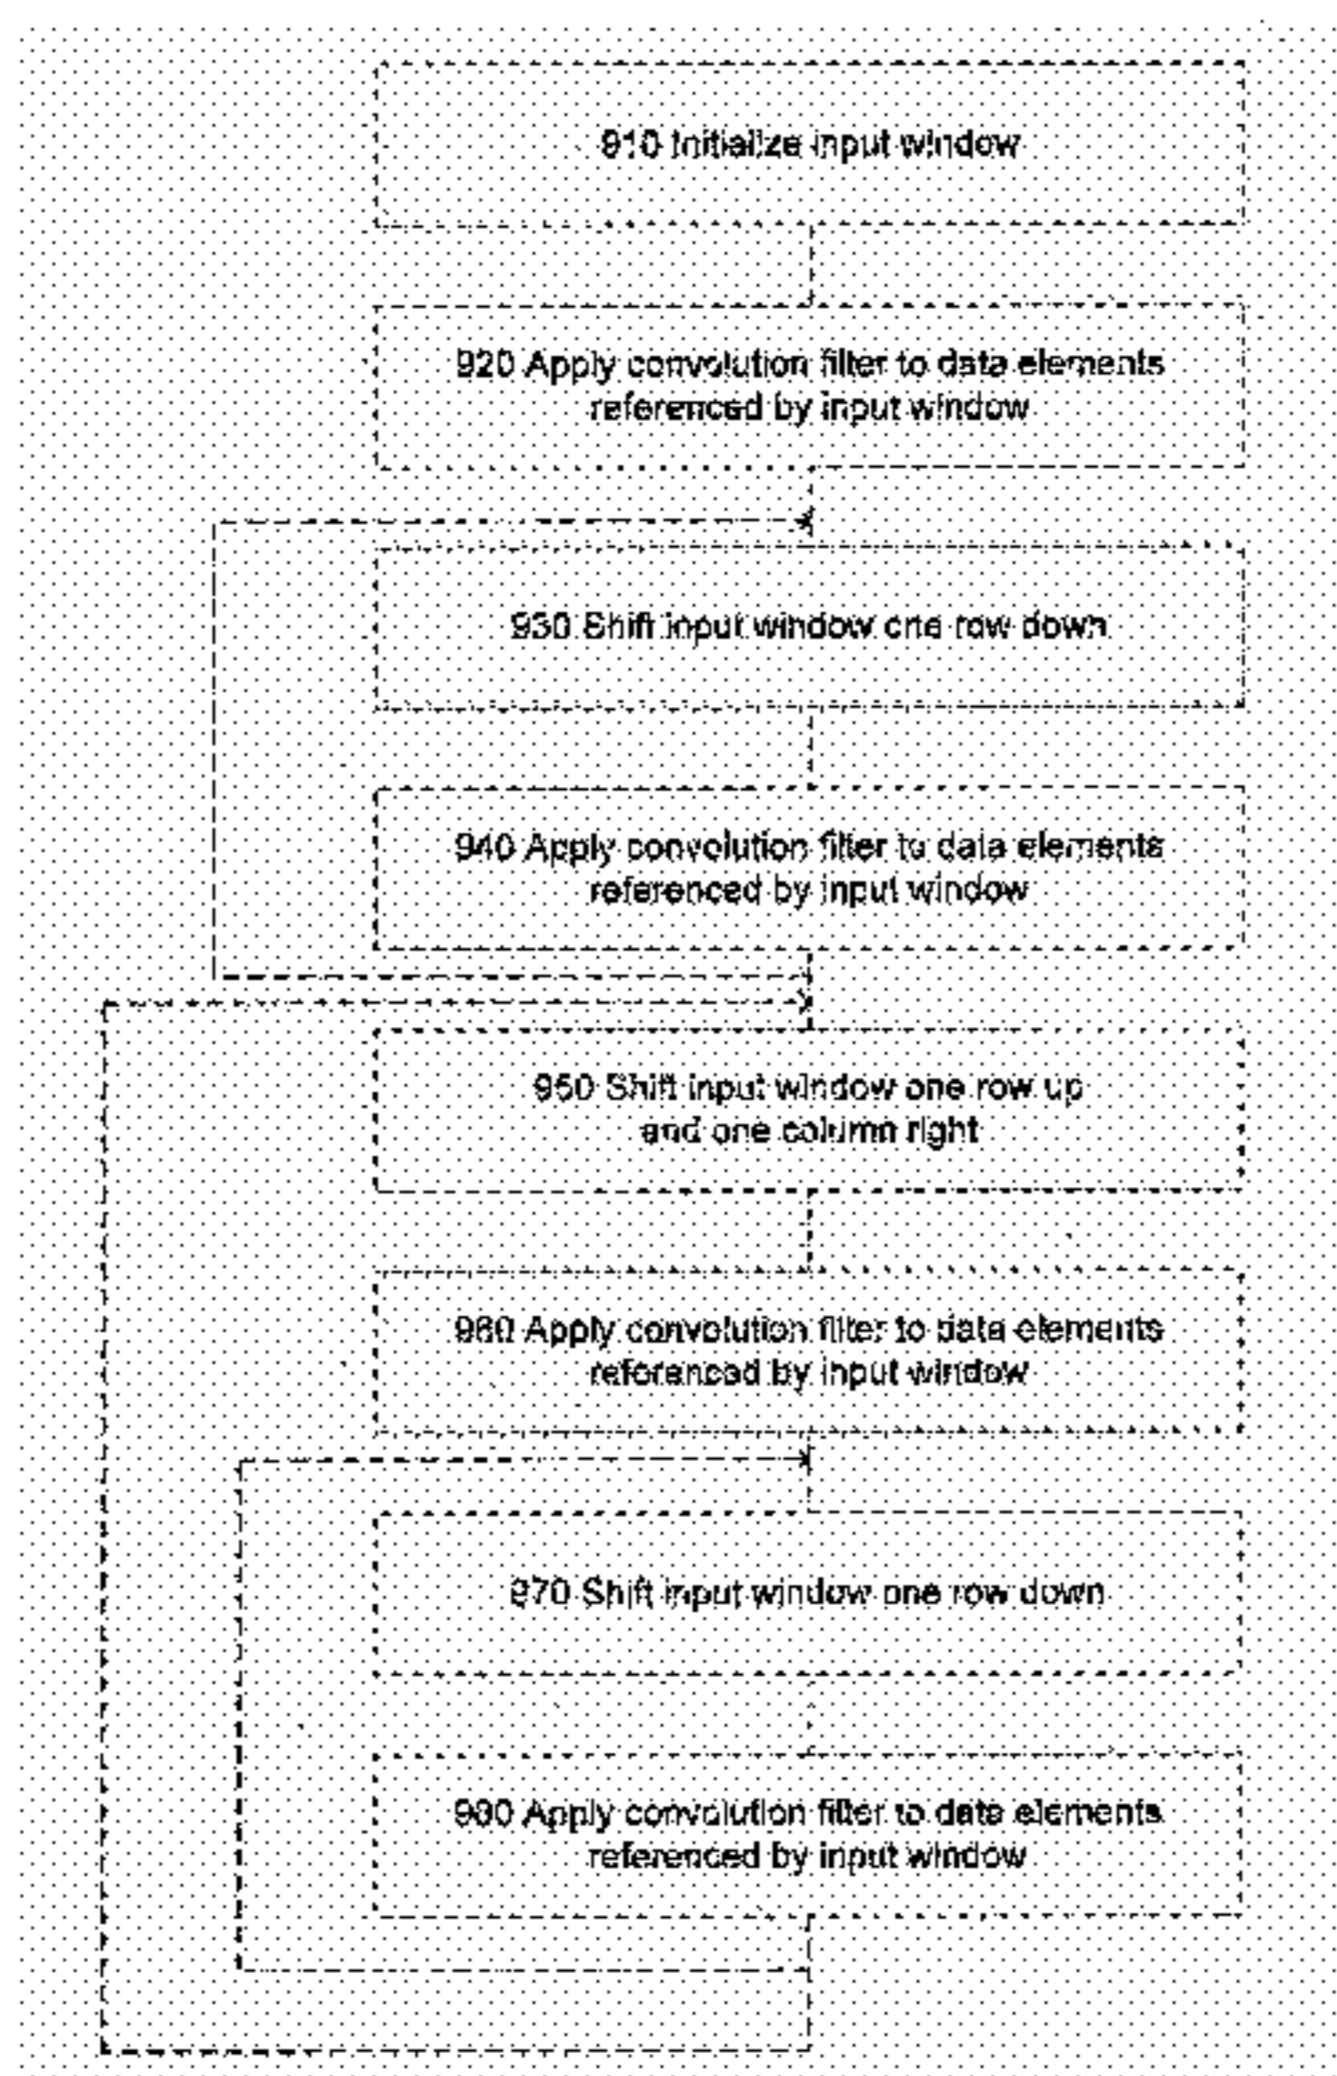 910 Initialize input window
920 Apply convolution filter to data elements
referenced by input window
930 Shift input window one row down
940 Apply convolution filter to data elements
referenced by input window
950 Shift input window one row up
and one column right
960 Apply convolution filter to data elements
referenced by input window
970 Shift input window one row down
980 Apply convolution filter to data elements
referenced by input window